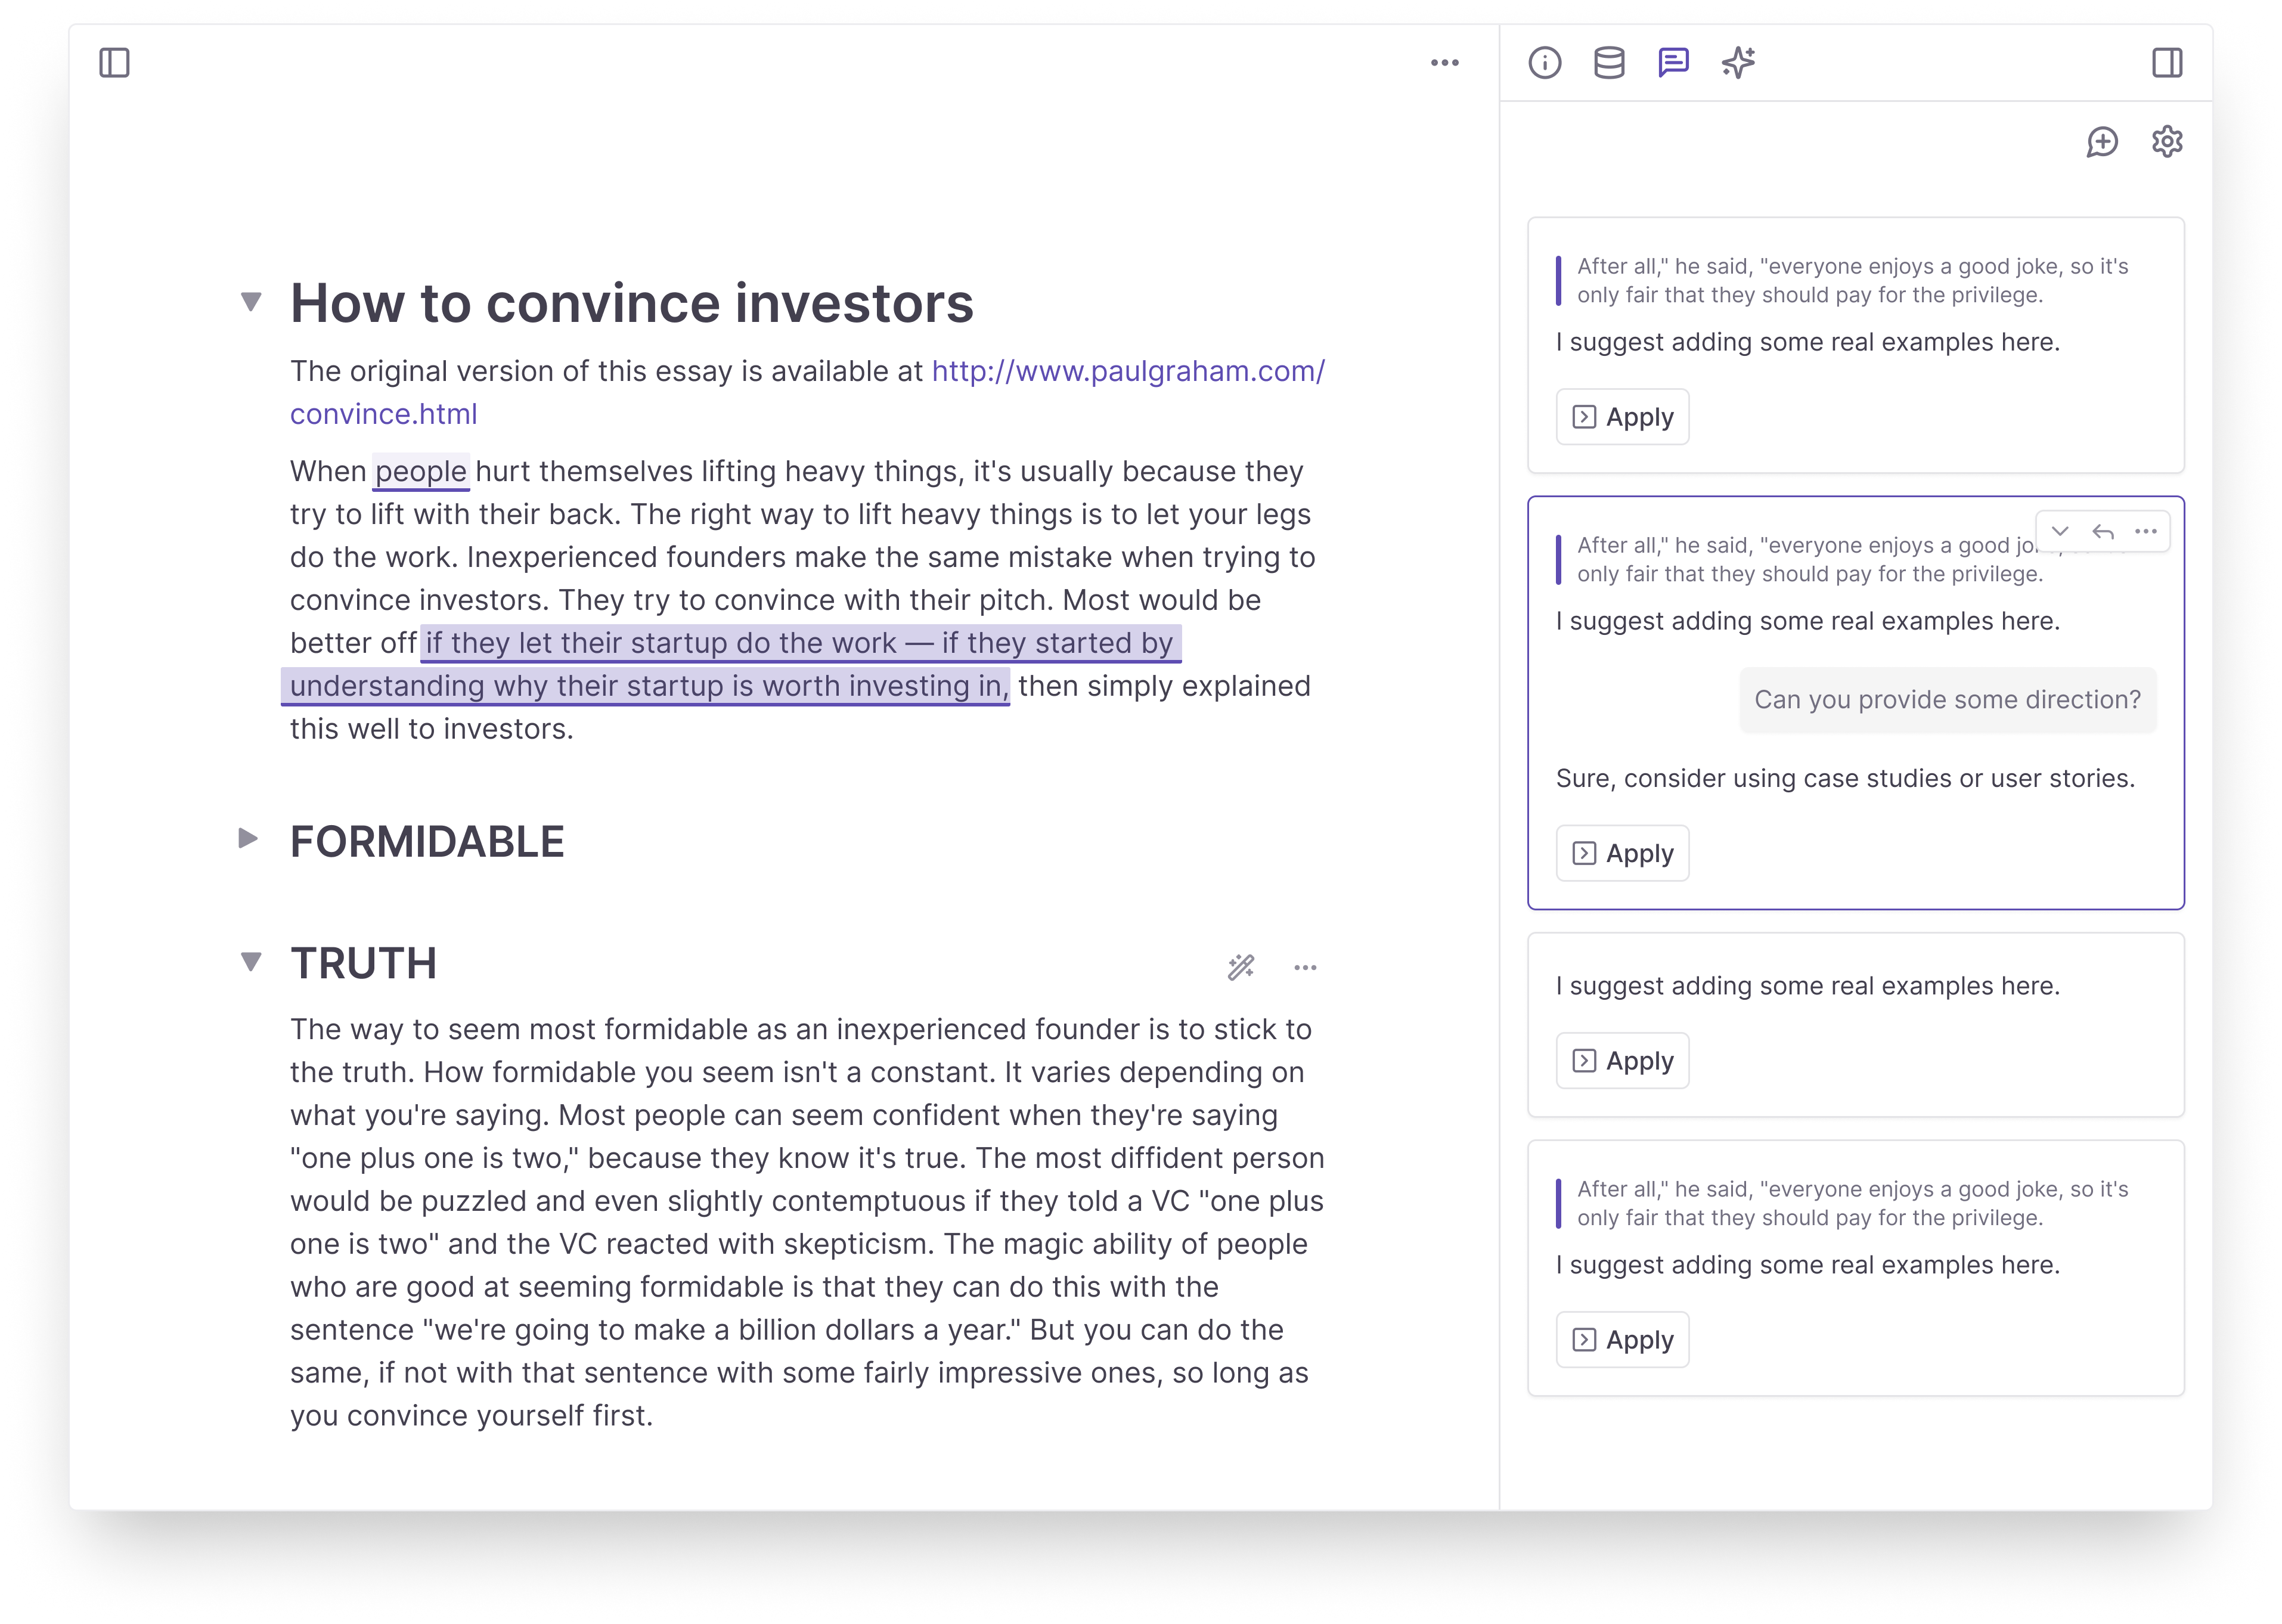 How to convince investors
The original version of this essay is available at http://www.paulgraham.com/
convince.html
When people hurt themselves lifting heavy things, it's usually because they
try to lift with their back. The right way to lift heavy things is to let your legs
do the work. Inexperienced founders make the same mistake when trying to
convince investors. They try to convince with their pitch. Most would be
better off if they let their startup do the work — if they started by
understanding why their startup is worth investing in, then simply explained
this well to investors.
FORMIDABLE
TRUTH
The way to seem most formidable as an inexperienced founder is to stick to
the truth. How formidable you seem isn't a constant. It varies depending on
what you're saying. Most people can seem confident when they're saying
"one plus one is two," because they know it's true. The most diffident person
would be puzzled and even slightly contemptuous if they told a VC "one plus
one is two" and the VC reacted with skepticism. The magic ability of people
who are good at seeming formidable is that they can do this with the
sentence "we're going to make a billion dollars a year." But you can do the
same, if not with that sentence with some fairly impressive ones, so long as
you convince yourself first.
After all," he said, "everyone enjoys a good joke, so it's
only fair that they should pay for the privilege.
I suggest adding some real examples here.
Apply
After all," he said, "everyone enjoys a good
only fair that they should pay for the privilege.
I suggest adding some real examples here.
Can you provide some direction?
Sure, consider using case studies or user stories.
Apply
I suggest adding some real examples here.
Apply
After all," he said, "everyone enjoys a good joke, so it's
only fair that they should pay for the privilege.
I suggest adding some real examples here.
Apply